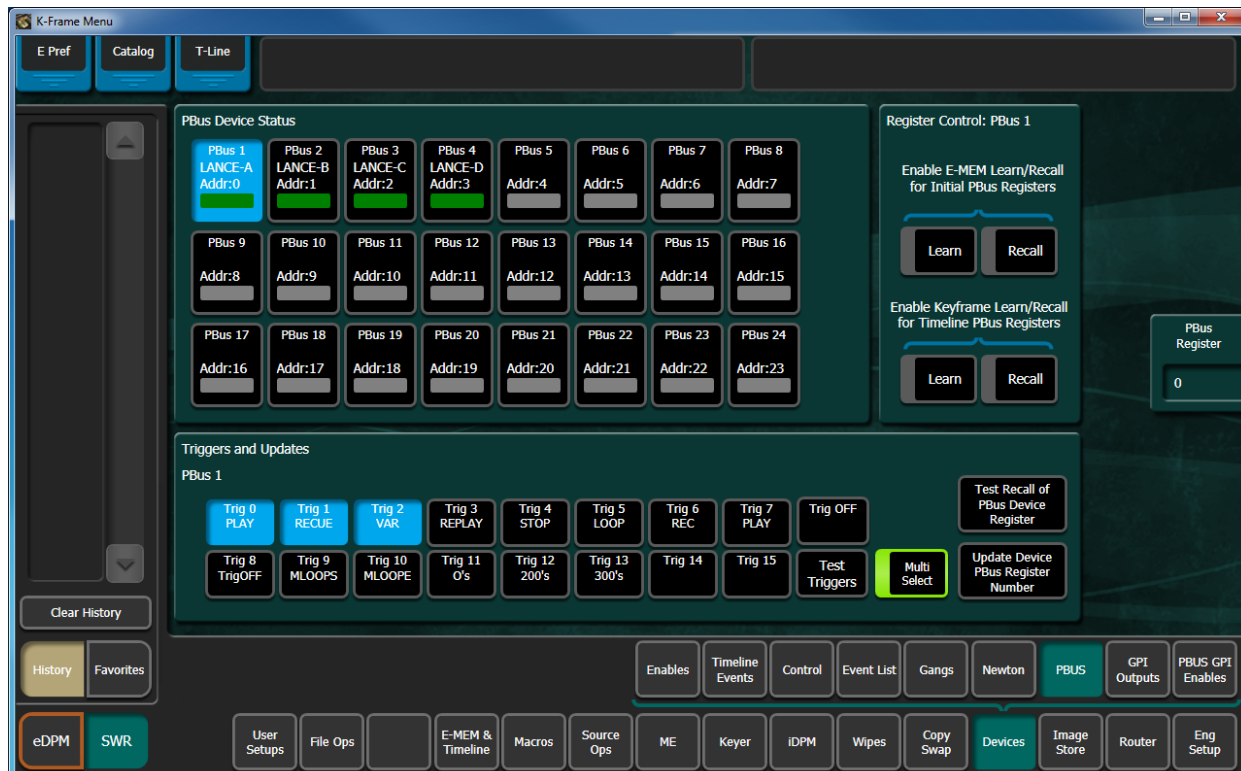 K-Frame Menu
E Pref
Catalog
T-Line
PBus Device Status
PBus 1
LANCE-A
Addr:0
PBus 2
LANCE-B
Addr:1
PBus 3
LANCE-C
Addr:2
PBus 4
LANCE-D
Addr:3
PBus 5
Addr:4
PBus 6
Addr:5
PBus 7
Addr:6
PBus 8
Addr:7
PBus 9
Addr:8
PBus 10
Addr:9
PBus 11
Addr:10
PBus 12
Addr:11
PBus 13
Addr:12
PBus 14
Addr:13
PBus 15
Addr:14
PBus 16
Addr:15
PBus 17
Addr:16
PBus 18
Addr:17
PBus 19
Addr:18
PBus 20
Addr:19
PBus 21
Addr:20
PBus 22
Addr:21
PBus 23
Addr:22
PBus 24
Addr:23
Register Control: PBus 1
Enable E-MEM Learn/Recall
for Initial PBus Registers
Learn
Recall
Enable Keyframe Learn/Recall
for Timeline PBus Registers
Learn
Recall
PBus
Register
0
Triggers and Updates
PBus 1
Trig 0
PLAY
Trig 1
RECUE
Trig 2
VAR
Trig 3
REPLAY
Trig 4
STOP
Trig 5
LOOP
Trig 6
REC
Trig 7
PLAY
Trig OFF
Trig 8
TrigOFF
Trig 9
MLOOPS
Trig 10
MLOOPE
Trig 11
0's
Trig 12
200's
Trig 13
300's
Trig 14
Trig 15
Test
Triggers
Multi
Select
Test Recall of
PBus Device
Register
Update Device
PBus Register
Number
Clear History
History
Favorites
Enables
Timeline
Events
Control
Event List
Gangs
Newton
PBUS
GPI
Outputs
PBUS GPI
Enables
eDPM
SWR
User
Setups
File Ops
E-MEM &
Timeline
Macros
Source
Ops
ME
Keyer
iDPM
Wipes
Copy
Swap
Devices
Image
Store
Router
Eng
Setup